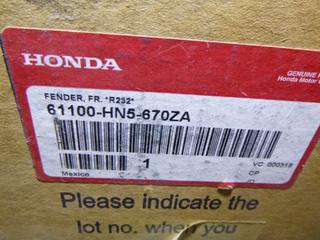 HONDA
GENUINE
Honda Motor
FENDER, FR. *R232*
61100-HN5-670ZA
1
VC 000318
Mexico
CP
Please indicate the
lot no. when you